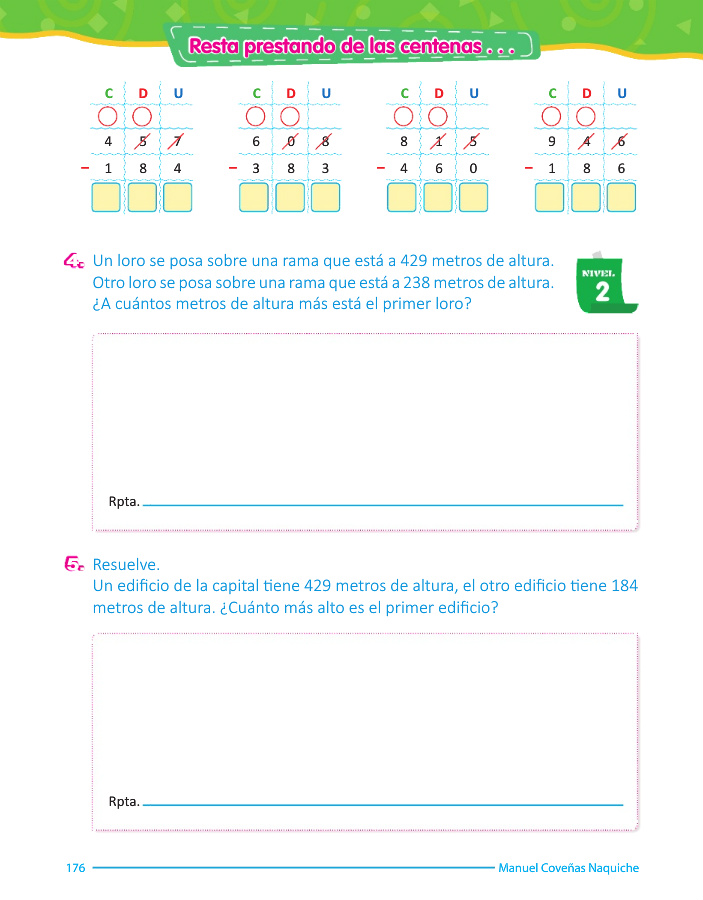 Resta prestando de las centenas . . .
C D U C D U C D U C D U
4 5 7 6 0 8 8 1 5 9 4 6
– 1 8 4 – 3 8 3 – 4 6 0 – 1 8 6
4. Un loro se posa sobre una rama que está a 429 metros de altura.
Otro loro se posa sobre una rama que está a 238 metros de altura.
¿A cuántos metros de altura más está el primer loro?
NIVEL
2
Rpta.
5. Resuelve.
Un edificio de la capital tiene 429 metros de altura, el otro edificio tiene 184
metros de altura. ¿Cuánto más alto es el primer edificio?
Rpta.
176 Manuel Coveñas Naquiche